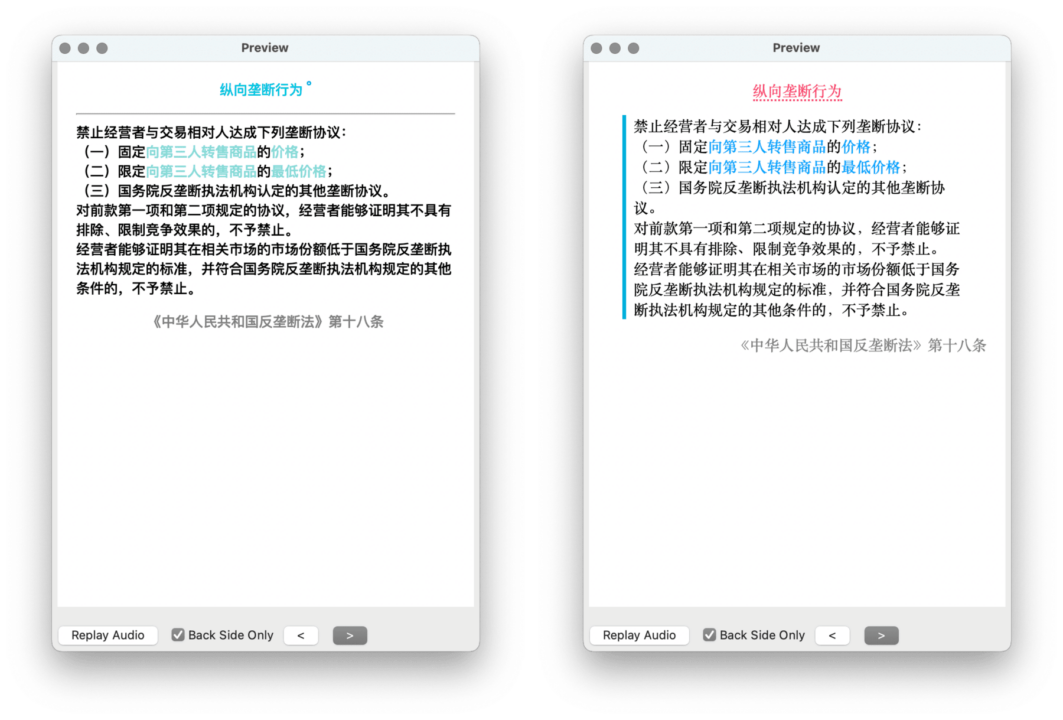 Preview
纵向垄断行为°
禁止经营者与交易相对人达成下列垄断协议：
（一）固定向第三人转售商品的价格；
（二）限定向第三人转售商品的最低价格；
（三）国务院反垄断执法机构认定的其他垄断协议。
对前款第一项和第二项规定的协议，经营者能够证明其不具有
排除、限制竞争效果的，不予禁止。
经营者能够证明其在相关市场的市场份额低于国务院反垄断执
法机构规定的标准，并符合国务院反垄断执法机构规定的其他
条件的，不予禁止。
《中华人民共和国反垄断法》第十八条
Replay Audio
Back Side Only
<
>
Preview
纵向垄断行为
禁止经营者与交易相对人达成下列垄断协议：
（一）固定向第三人转售商品的价格；
（二）限定向第三人转售商品的最低价格；
（三）国务院反垄断执法机构认定的其他垄断协
议。
对前款第一项和第二项规定的协议，经营者能够证
明其不具有排除、限制竞争效果的，不予禁止。
经营者能够证明其在相关市场的市场份额低于国务
院反垄断执法机构规定的标准，并符合国务院反垄
断执法机构规定的其他条件的，不予禁止。
《中华人民共和国反垄断法》第十八条
Replay Audio
Back Side Only
<
>